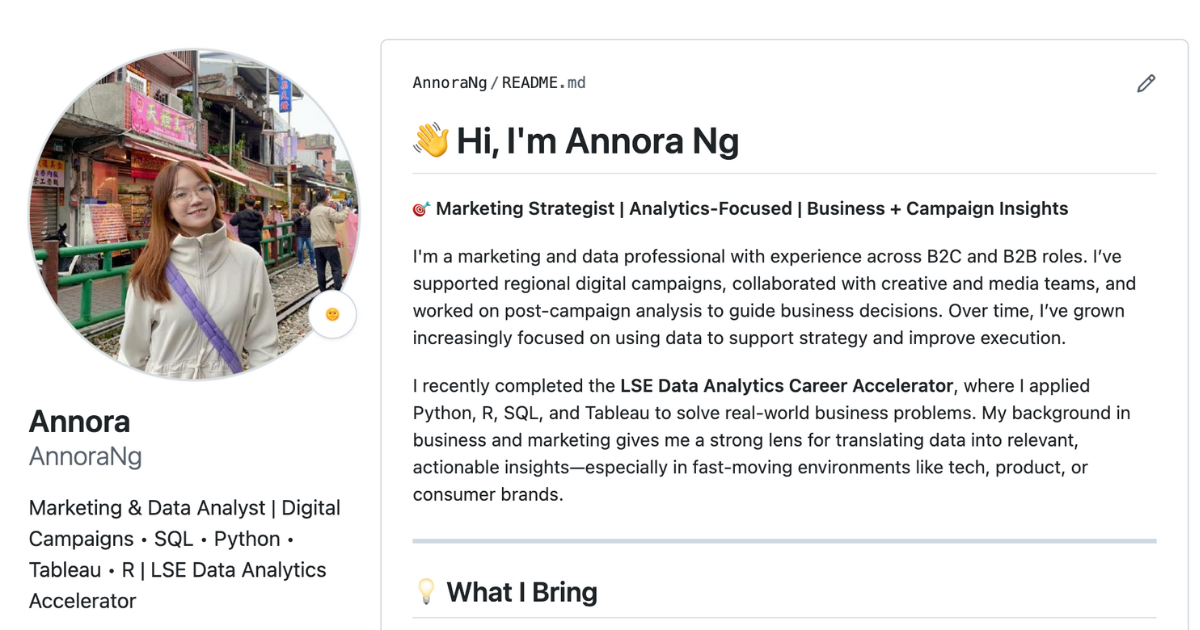 天燈王
AnnoraNg/README.md
👋 Hi, I'm Annora Ng
🎯 Marketing Strategist | Analytics-Focused | Business + Campaign Insights
I'm a marketing and data professional with experience across B2C and B2B roles. I’ve
supported regional digital campaigns, collaborated with creative and media teams, and
worked on post-campaign analysis to guide business decisions. Over time, I’ve grown
increasingly focused on using data to support strategy and improve execution.
I recently completed the LSE Data Analytics Career Accelerator, where I applied
Python, R, SQL, and Tableau to solve real-world business problems. My background in
business and marketing gives me a strong lens for translating data into relevant,
actionable insights—especially in fast-moving environments like tech, product, or
consumer brands.
💡 What I Bring
Annora
AnnoraNg
Marketing & Data Analyst | Digital
Campaigns • SQL • Python •
Tableau • R | LSE Data Analytics
Accelerator